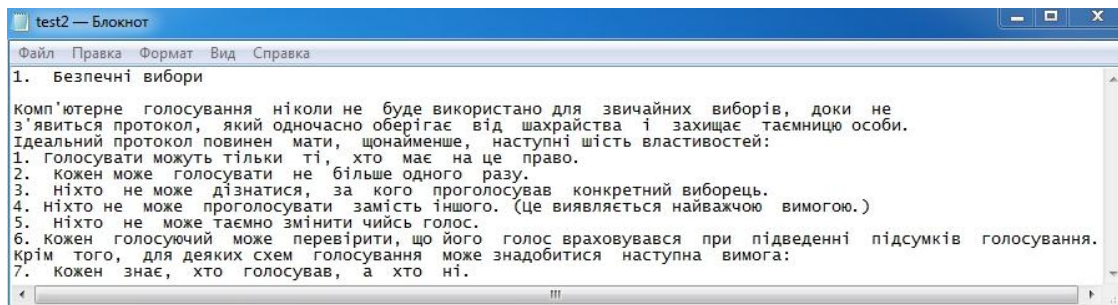 test2 — Блокнот
Файл Правка Формат Вид Справка
1. Безпечні вибори
Комп'ютерне голосування ніколи не буде використано для звичайних виборів, доки не
з'явиться протокол, який одночасно оберігає від шахрайства і захищає таємницю особи.
Ідеальний протокол повинен мати, щонайменше, наступні шість властивостей:
1. Голосувати можуть тільки ті, хто має на це право.
2. Кожен може голосувати не більше одного разу.
3. Ніхто не може дізнатися, за кого проголосував конкретний виборець.
4. Ніхто не може проголосувати замість іншого. (Це виявляється найважчою вимогою.)
5. Ніхто не може таємно змінити чийсь голос.
6. Кожен голосуючий може перевірити, що його голос враховувався при підведенні підсумків голосування.
Крім того, для деяких схем голосування може знадобитися наступна вимога:
7. Кожен знає, хто голосував, а хто ні.